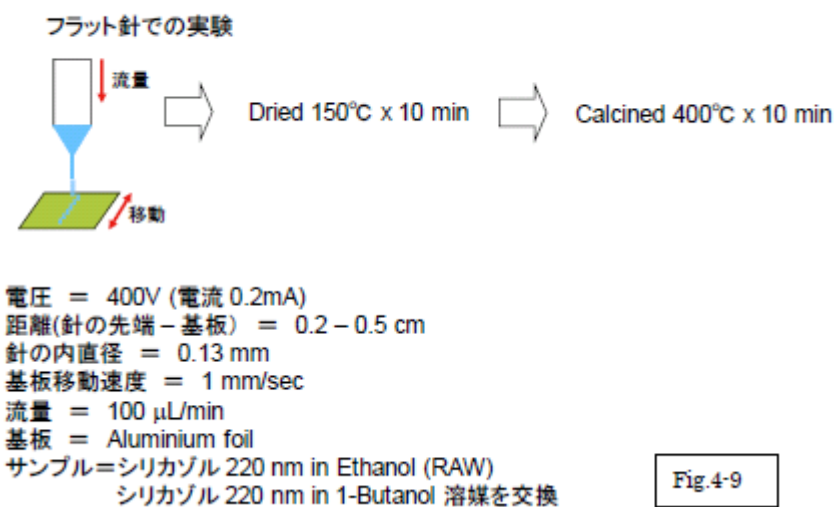 フラット針での実験
流量
Dried 150℃ x 10 min
Calcined 400℃ x 10 min
移動
電圧 = 400V (電流 0.2mA)
距離(針の先端 – 基板) = 0.2 – 0.5 cm
針の内直径 = 0.13 mm
基板移動速度 = 1 mm/sec
流量 = 100 μL/min
基板 = Aluminium foil
サンプル=シリカゾル 220 nm in Ethanol (RAW)
シリカゾル 220 nm in 1-Butanol 溶媒を交換
Fig.4-9